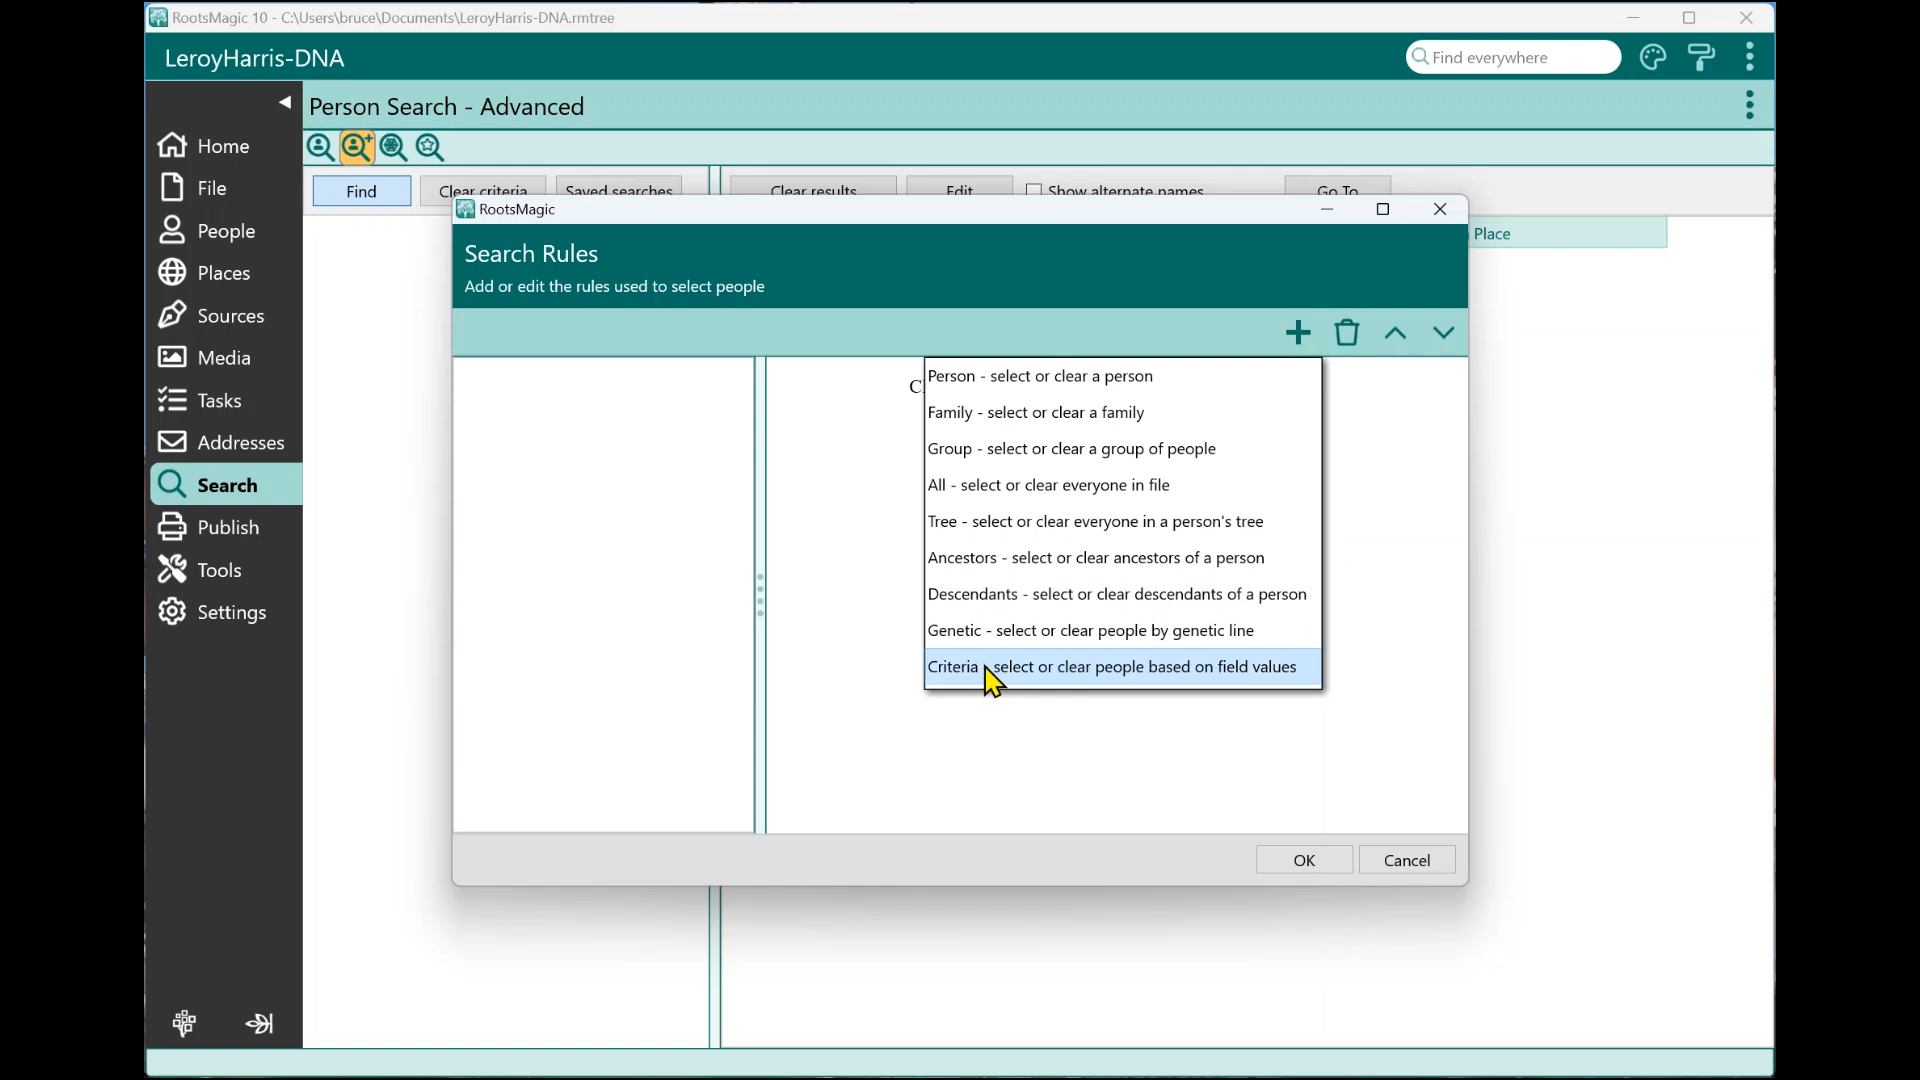 RootsMagic 10 - C:\Users\bruce\Documents\LeroyHarris-DNA.rmtree
LeroyHarris-DNA
Find everywhere
Person Search - Advanced
Home
File
People
Places
Sources
Media
Tasks
Addresses
Search
Publish
Tools
Settings
Find
Clear criteria
Saved searches
Clear results
Edit
Show alternate names
Go To
Place
RootsMagic
Search Rules
Add or edit the rules used to select people
C
Person - select or clear a person
Family - select or clear a family
Group - select or clear a group of people
All - select or clear everyone in file
Tree - select or clear everyone in a person's tree
Ancestors - select or clear ancestors of a person
Descendants - select or clear descendants of a person
Genetic - select or clear people by genetic line
Criteria - select or clear people based on field values
OK
Cancel